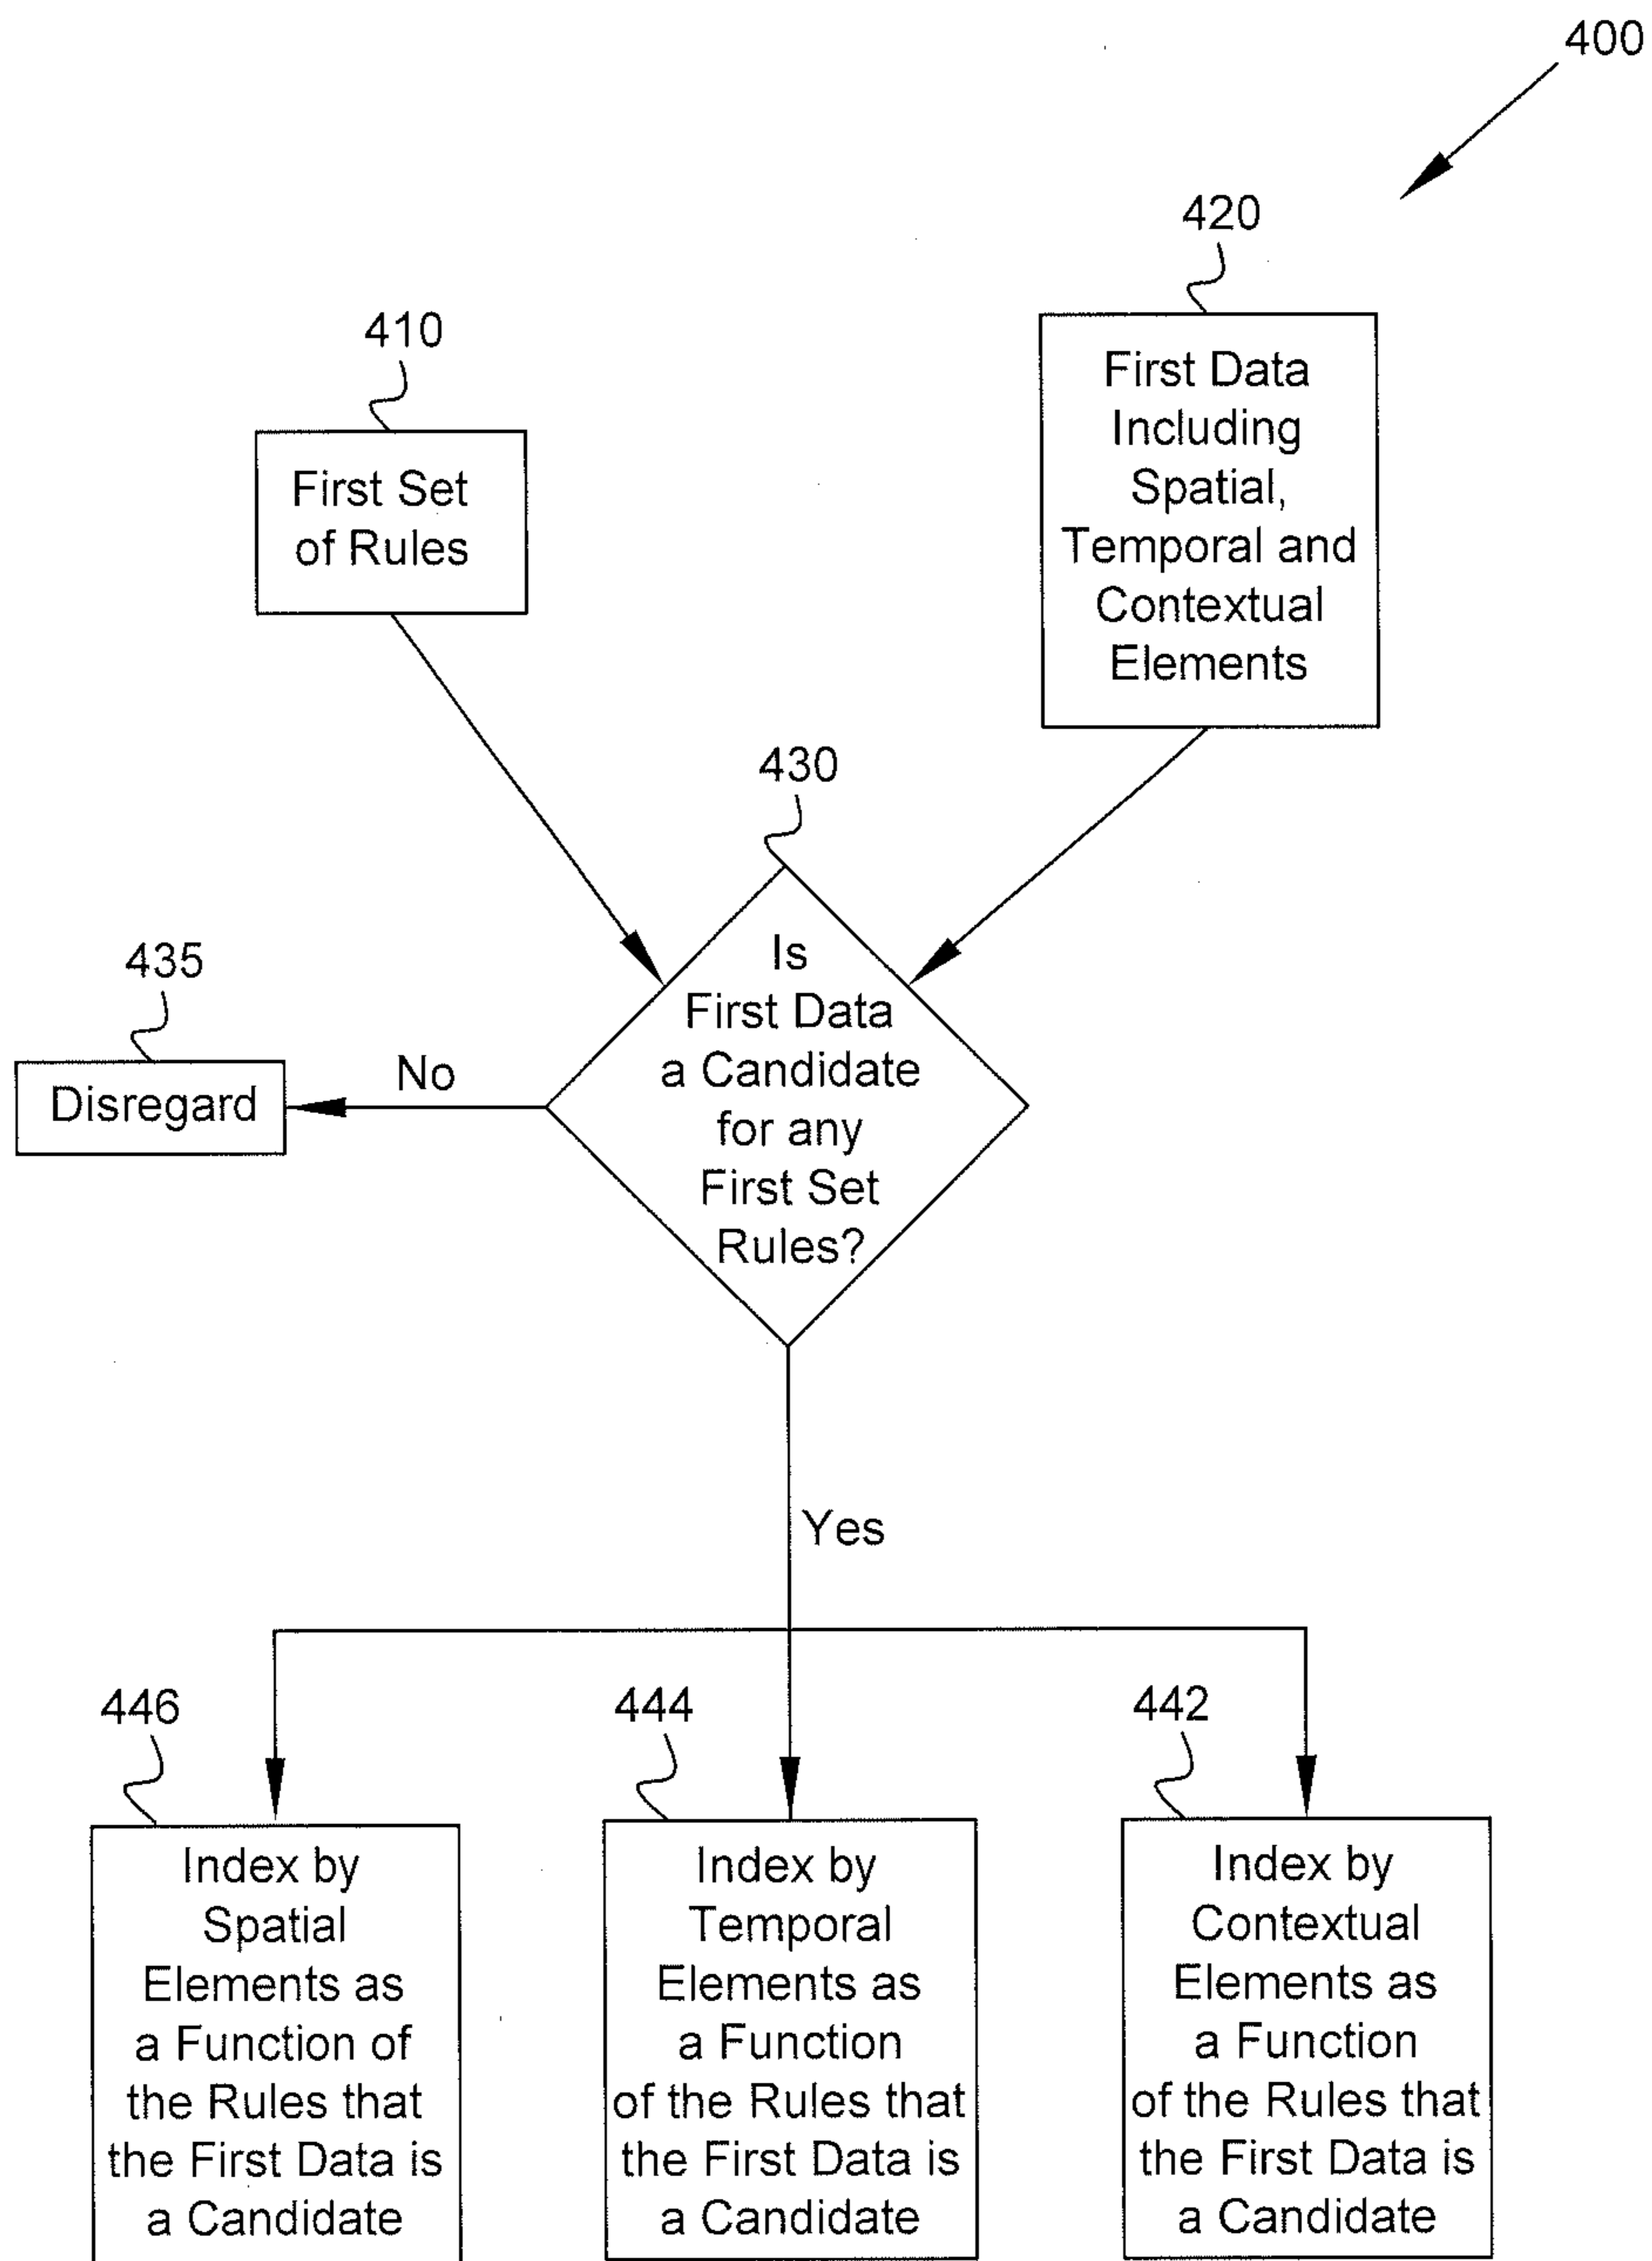 400
420
First Data
Including
Spatial,
Temporal and
Contextual
Elements
410
First Set
of Rules
430
Is
First Data
a Candidate
for any
First Set
Rules?
435
Disregard
No
Yes
446
Index by
Spatial
Elements as
a Function of
the Rules that
the First Data is
a Candidate
444
Index by
Temporal
Elements as
a Function
of the Rules that
the First Data is
a Candidate
442
Index by
Contextual
Elements as
a Function
of the Rules that
the First Data is
a Candidate